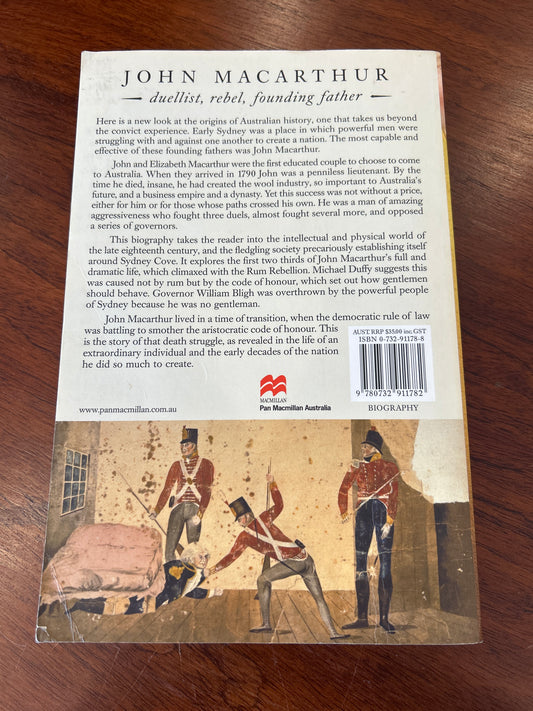 JOHN MACARTHUR
duellist, rebel, founding father
Here is a new look at the origins of Australian history, one that takes us beyond
the convict experience. Early Sydney was a place in which powerful men were
struggling with and against one another to create a nation. The most capable and
effective of these founding fathers was John Macarthur.
John and Elizabeth Macarthur were the first educated couple to choose to come
to Australia. When they arrived in 1790 John was a penniless lieutenant. By the
time he died, insane, he had created the wool industry, so important to Australia's
future, and a business empire and a dynasty. Yet this success was not without a price,
either for him or for those whose paths crossed his own. He was a man of amazing
aggressiveness who fought three duels, almost fought several more, and opposed
a series of governors.
This biography takes the reader into the intellectual and physical world of
the late eighteenth century, and the fledgling society precariously establishing itself
around Sydney Cove. It explores the first two thirds of John Macarthur's full and
dramatic life, which climaxed with the Rum Rebellion. Michael Duffy suggests this
was caused not by rum but by the code of honour, which set out how gentlemen
should behave. Governor William Bligh was overthrown by the powerful people
of Sydney because he was no gentleman.
John Macarthur lived in a time of transition, when the democratic rule of law
was battling to smother the aristocratic code of honour. This
is the story of that death struggle, as revealed in the life of an
extraordinary individual and the early decades of the nation
he did so much to create.
AUST. RRP $35.00 inc. GST
ISBN 0-732-91178-8
9 780732 911782
BIOGRAPHY
MACMILLAN
Pan Macmillan Australia
www.panmacmillan.com.au